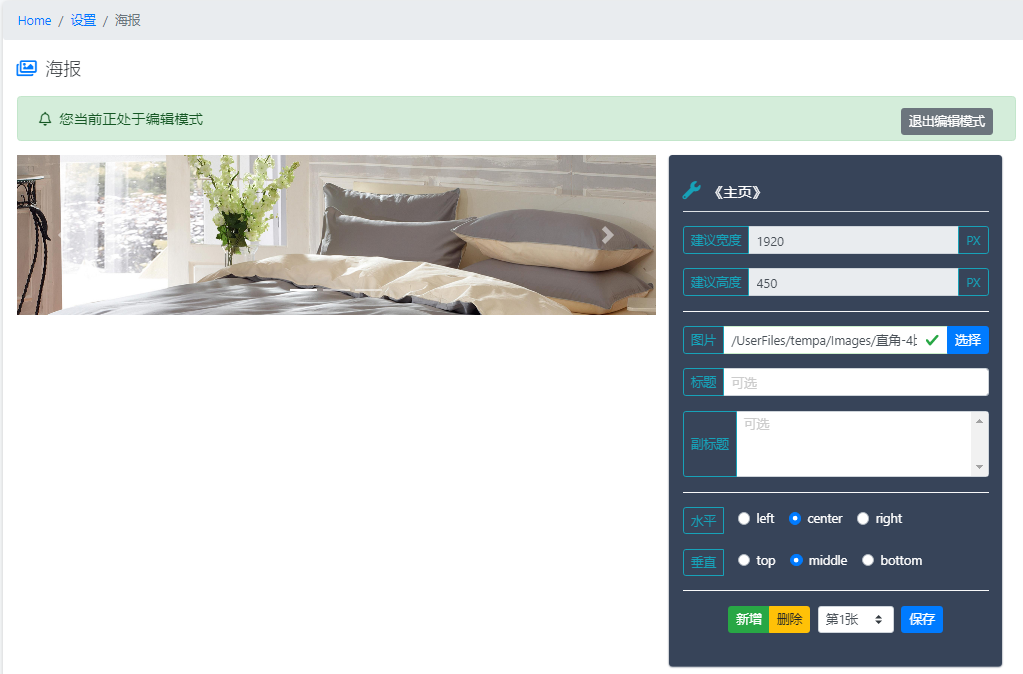 Home / 设置 / 海报
海报
您当前正处于编辑模式
退出编辑模式
《主页》
建议宽度 1920 PX
建议高度 450 PX
图片 /UserFiles/tempa/Images/直角-4 选择
标题 可选
副标题 可选
水平 left center right
垂直 top middle bottom
新增 删除 第1张 保存